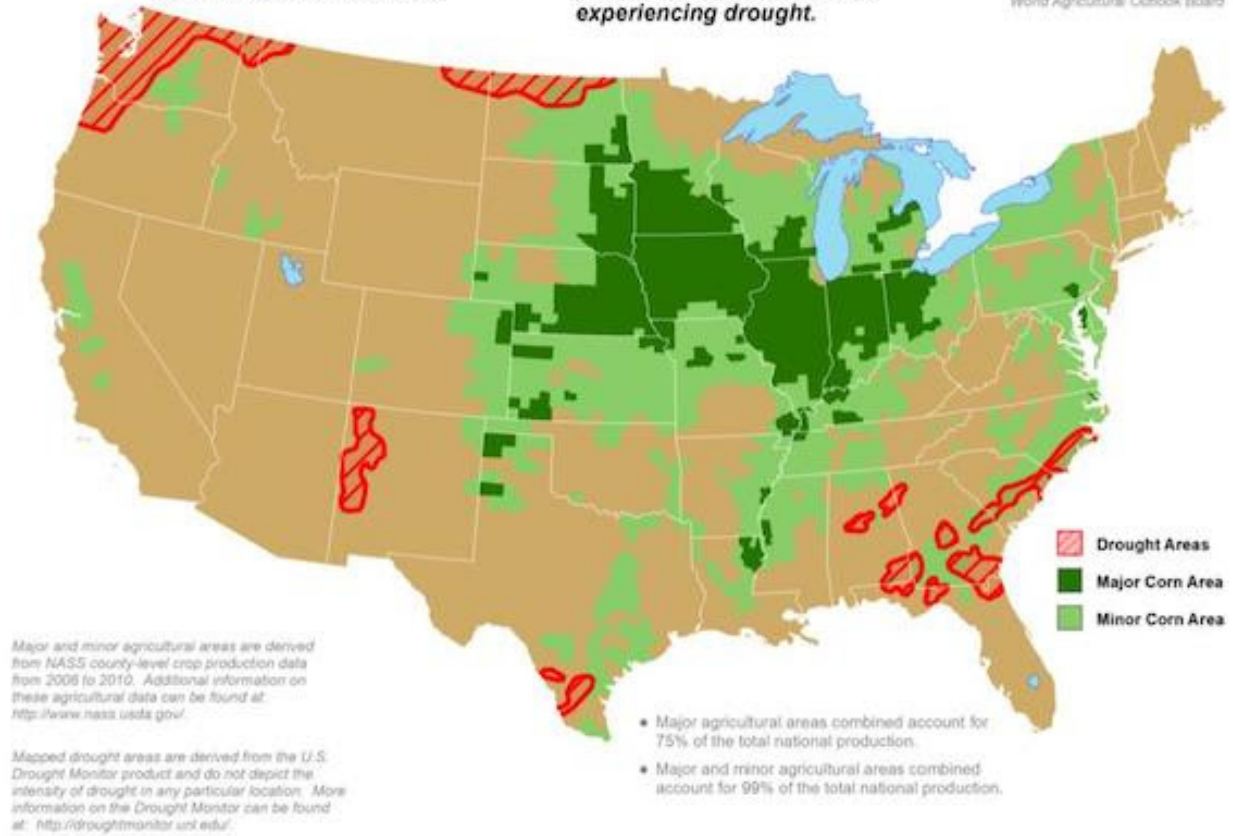 World Agricultural Outlook Board
experiencing drought.
Drought Areas
Major Corn Area
Minor Corn Area
Major and minor agricultural areas are derived
from NASS county-level crop production data
from 2006 to 2010. Additional information on
these agricultural data can be found at:
http://www.nass.usda.gov/.
Mapped drought areas are derived from the U.S.
Drought Monitor product and do not depict the
intensity of drought in any particular location. More
information on the Drought Monitor can be found
at: http://droughtmonitor.unl.edu/.
● Major agricultural areas combined account for
75% of the total national production.
● Major and minor agricultural areas combined
account for 99% of the total national production.